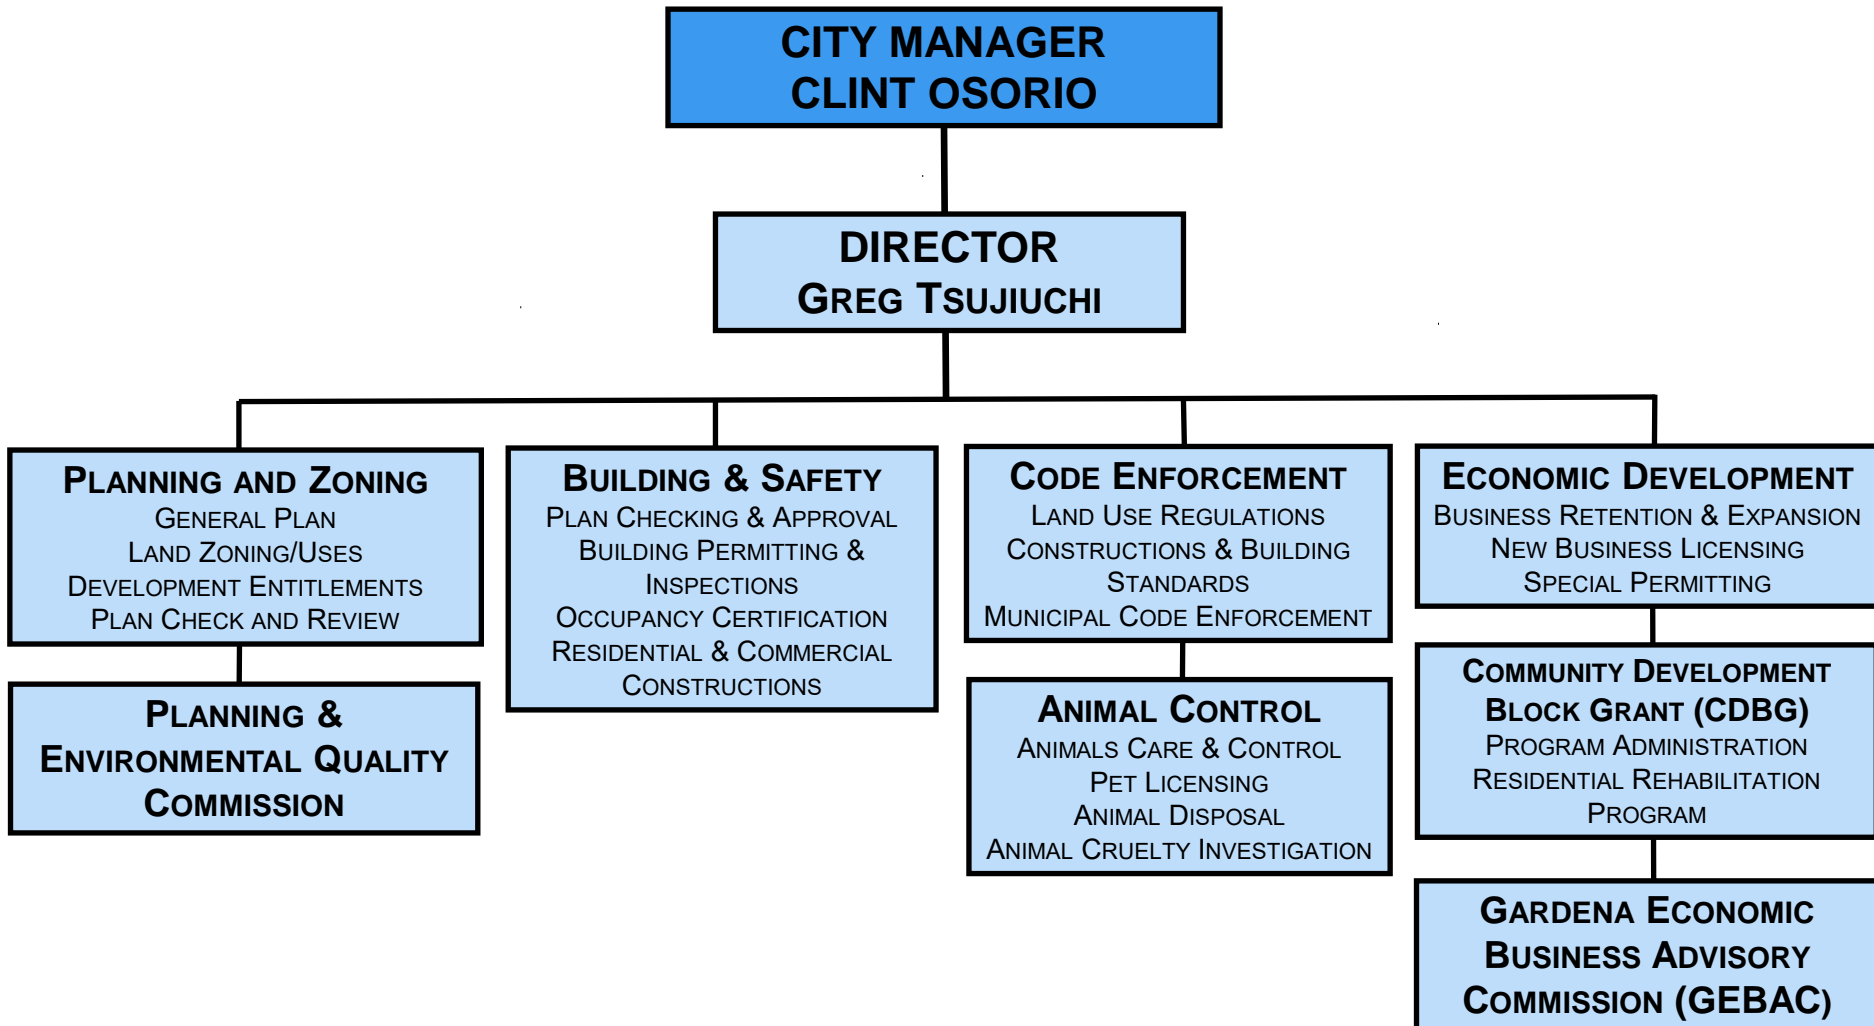 CITY MANAGER
CLINT OSORIO
DIRECTOR
GREG TSUJIUCHI
PLANNING AND ZONING
GENERAL PLAN
LAND ZONING/USES
DEVELOPMENT ENTITLEMENTS
PLAN CHECK AND REVIEW
PLANNING &
ENVIRONMENTAL QUALITY
COMMISSION
BUILDING & SAFETY
PLAN CHECKING & APPROVAL
BUILDING PERMITTING &
INSPECTIONS
OCCUPANCY CERTIFICATION
RESIDENTIAL & COMMERCIAL
CONSTRUCTIONS
CODE ENFORCEMENT
LAND USE REGULATIONS
CONSTRUCTIONS & BUILDING
STANDARDS
MUNICIPAL CODE ENFORCEMENT
ANIMAL CONTROL
ANIMALS CARE & CONTROL
PET LICENSING
ANIMAL DISPOSAL
ANIMAL CRUELTY INVESTIGATION
ECONOMIC DEVELOPMENT
BUSINESS RETENTION & EXPANSION
NEW BUSINESS LICENSING
SPECIAL PERMITTING
COMMUNITY DEVELOPMENT
BLOCK GRANT (CDBG)
PROGRAM ADMINISTRATION
RESIDENTIAL REHABILITATION
PROGRAM
GARDENA ECONOMIC
BUSINESS ADVISORY
COMMISSION (GEBAC)